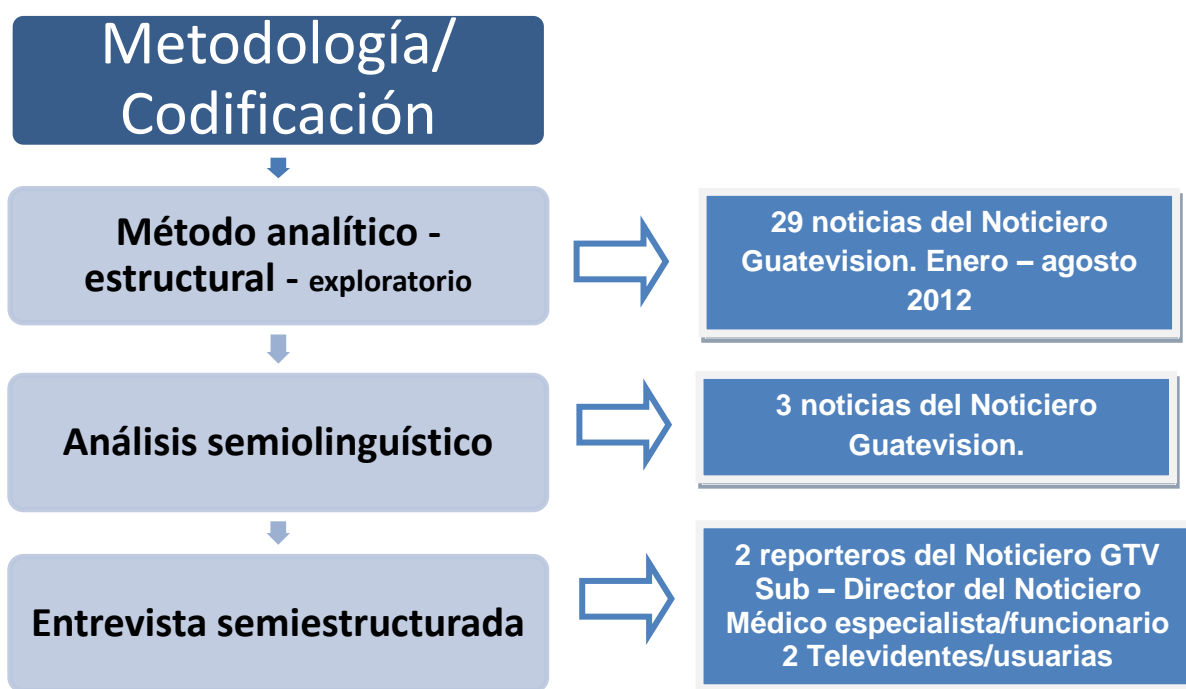 Metodología/
Codificación
Método analítico -
estructural - exploratorio
29 noticias del Noticiero
Guatevision. Enero – agosto
2012
Análisis semiolinguístico
3 noticias del Noticiero
Guatevision.
Entrevista semiestructurada
2 reporteros del Noticiero GTV
Sub – Director del Noticiero
Médico especialista/funcionario
2 Televidentes/usuarias